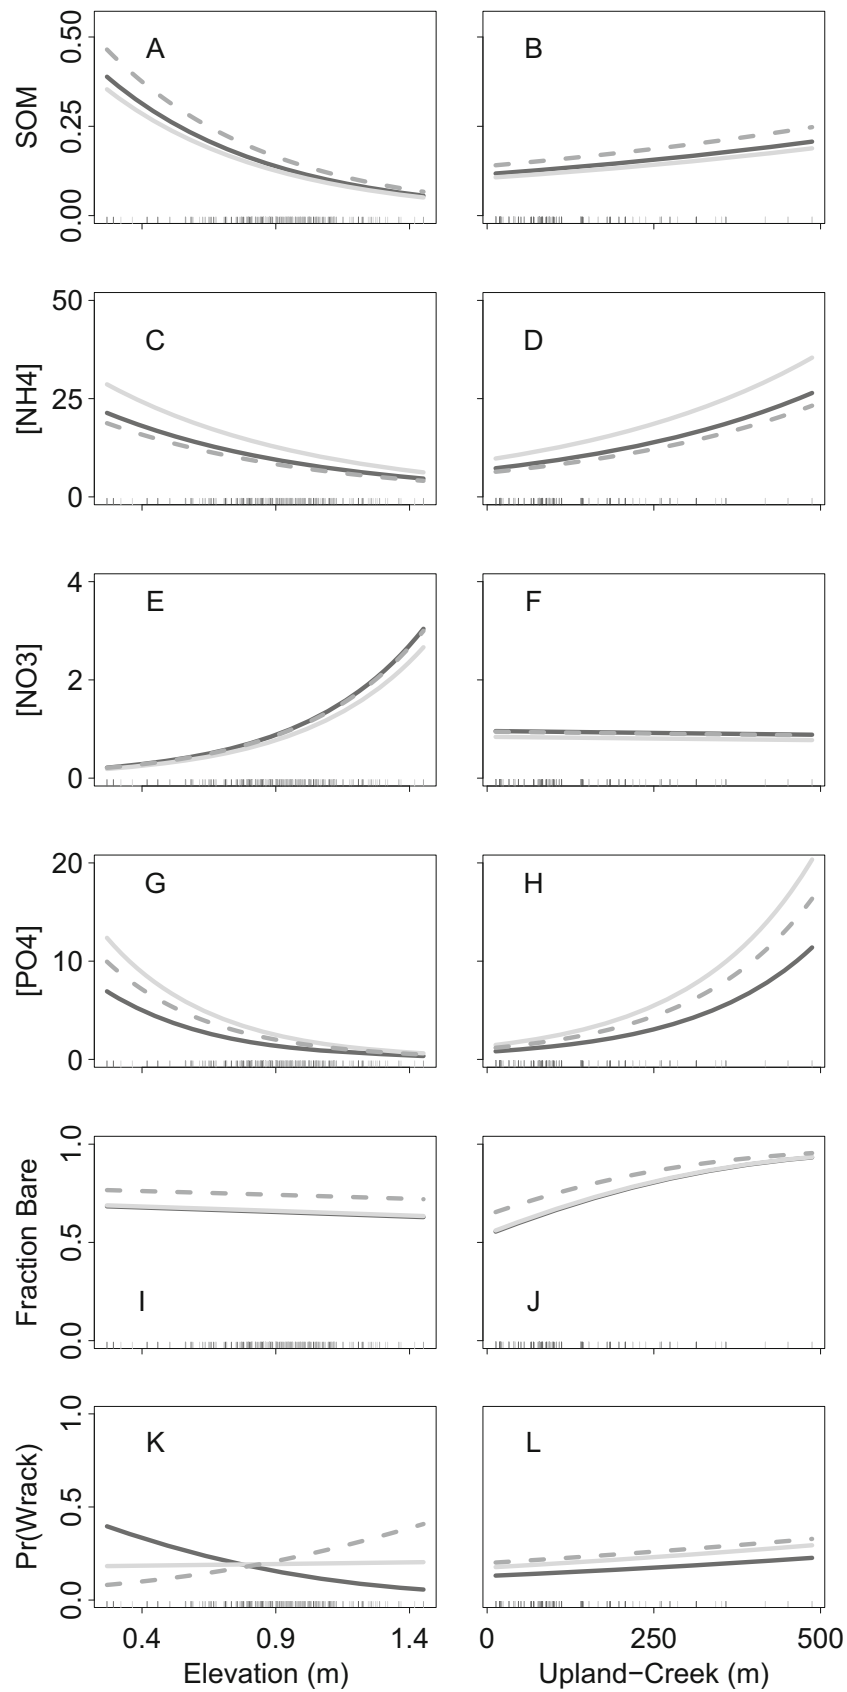 A
B
SOM
0.50
0.25
0.00
C
D
[NH4]
50
25
0
E
F
[NO3]
4
2
0
G
H
[PO4]
20
10
0
I
J
Fraction Bare
1.0
0.5
0.0
K
L
Pr(Wrack)
1.0
0.5
0.0
0.4 0.9 1.4
0 250 500
Elevation (m)
Upland−Creek (m)